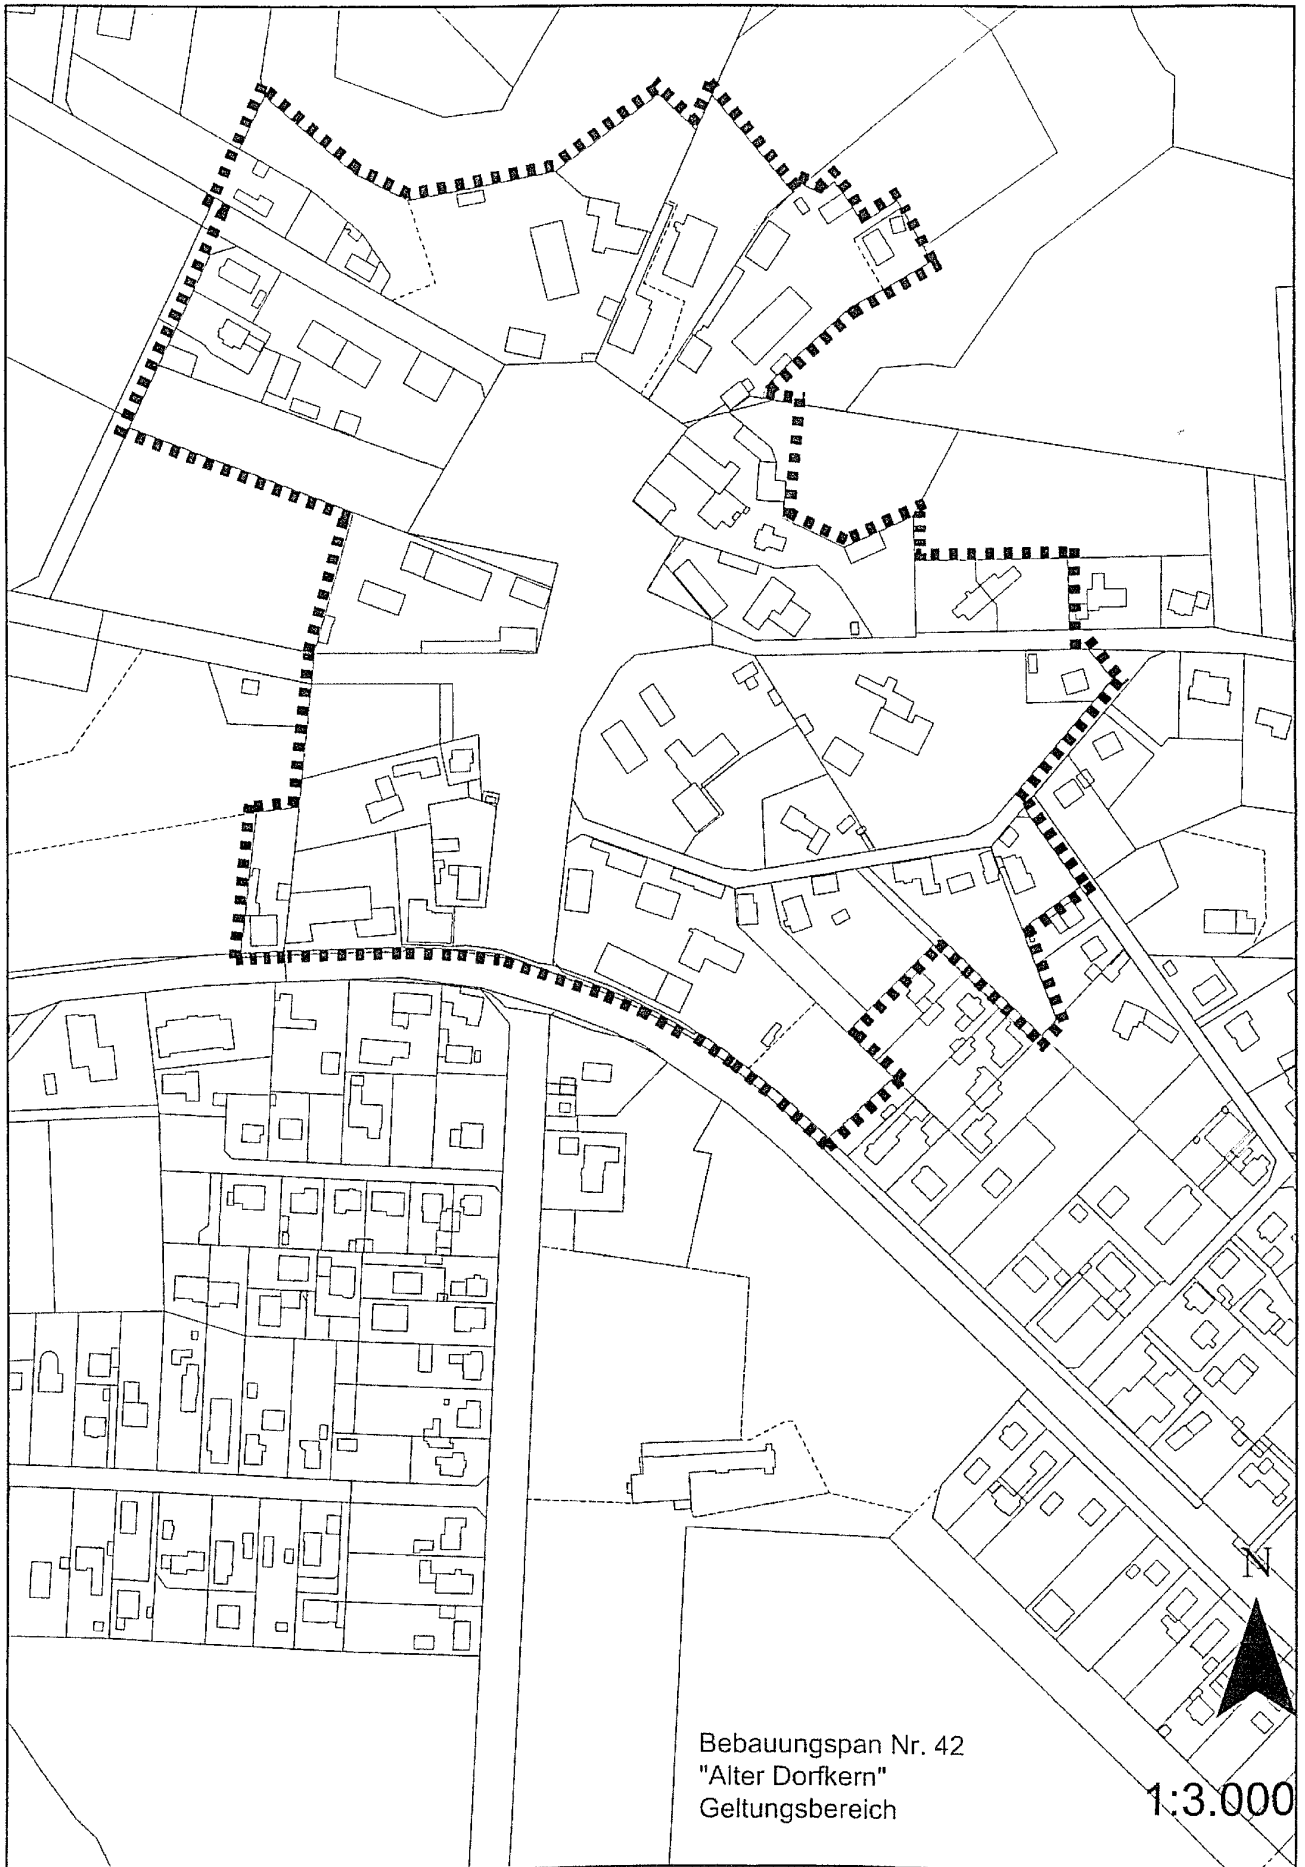 N
Bebauungspan Nr. 42
"Alter Dorfkern"
Geltungsbereich
1:3.000